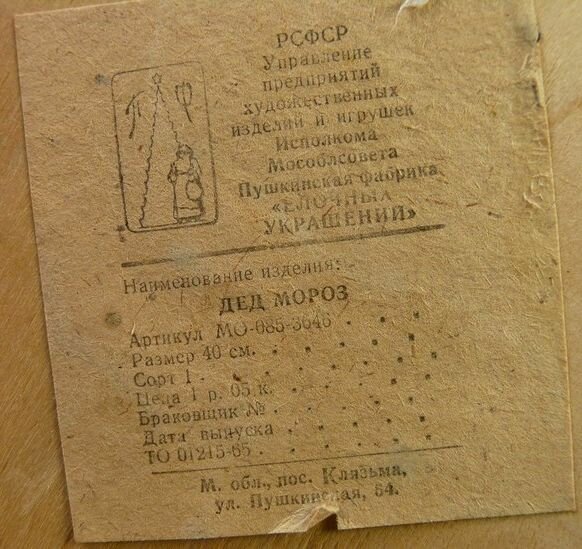 РСФСР
Управление
предприятий
художественных
изделий и игрушек
Исполкома
Мособлсовета
Пушкинская фабрика
«ЕЛОЧНЫХ
УКРАШЕНИЙ»
Наименование изделия:
ДЕД МОРОЗ
Артикул МО-085-3646
Размер 40 см.
Сорт 1
Цена 1 р. 05 к.
Браковщик №
Дата выпуска
ТО 01215-65
М. обл., пос. Клязьма,
ул. Пушкинская, 54.